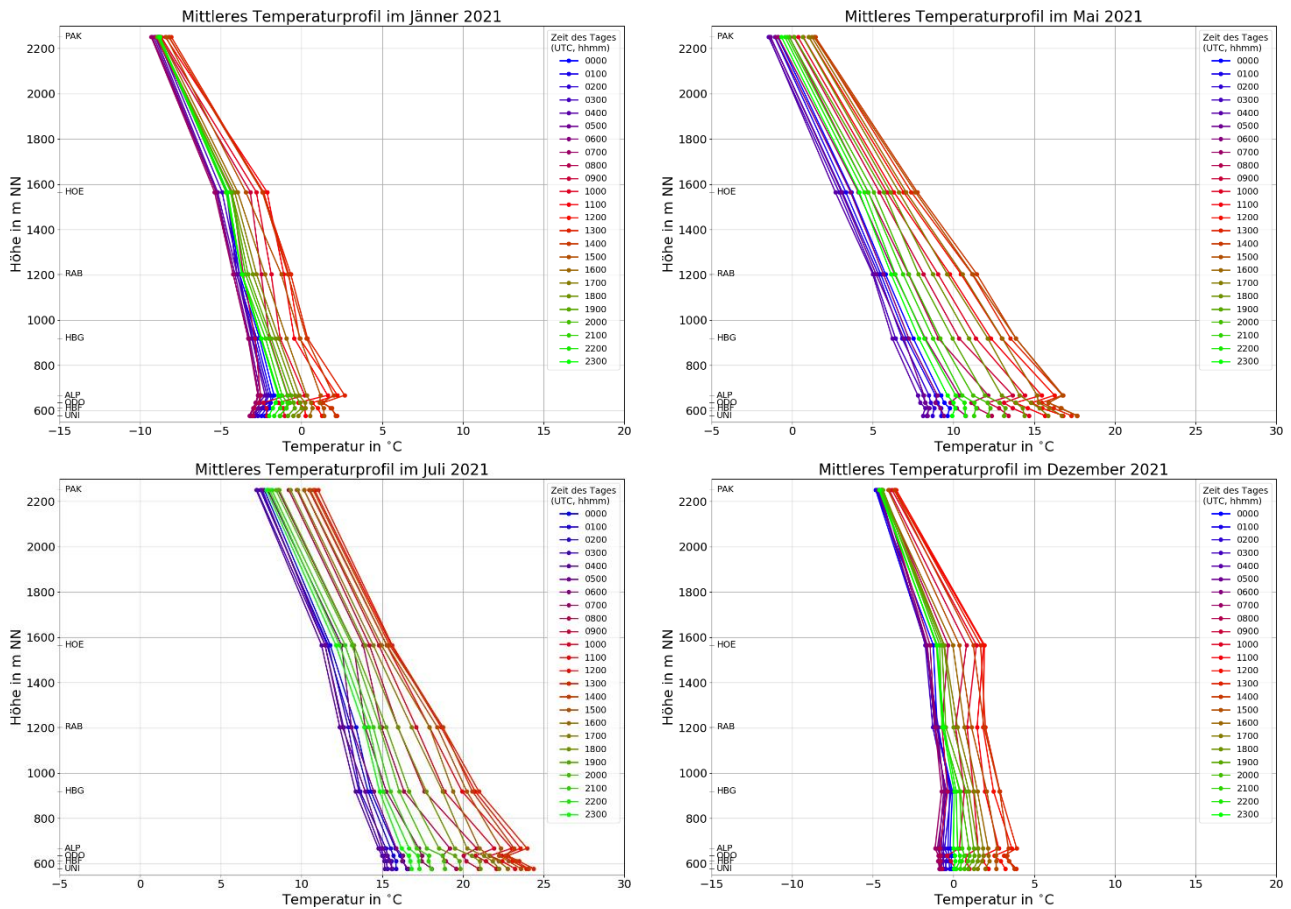 Mittleres Temperaturprofil im Jänner 2021
Höhe in m NN
2200
2000
1800
1600
1400
1200
1000
800
600
PAK
HOE
RAB
HBG
ALP
ODO
HBF
UNI
Zeit des Tages
(UTC, hhmm)
0000
0100
0200
0300
0400
0500
0600
0700
0800
0900
1000
1100
1200
1300
1400
1500
1600
1700
1800
1900
2000
2100
2200
2300
−15 −10 −5 0 5 10 15 20
Temperatur in °C
Mittleres Temperaturprofil im Mai 2021
Höhe in m NN
2200
2000
1800
1600
1400
1200
1000
800
600
PAK
HOE
RAB
HBG
ALP
ODO
HBF
UNI
Zeit des Tages
(UTC, hhmm)
0000
0100
0200
0300
0400
0500
0600
0700
0800
0900
1000
1100
1200
1300
1400
1500
1600
1700
1800
1900
2000
2100
2200
2300
−5 0 5 10 15 20 25 30
Temperatur in °C
Mittleres Temperaturprofil im Juli 2021
Höhe in m NN
2200
2000
1800
1600
1400
1200
1000
800
600
PAK
HOE
RAB
HBG
ALP
ODO
HBF
UNI
Zeit des Tages
(UTC, hhmm)
0000
0100
0200
0300
0400
0500
0600
0700
0800
0900
1000
1100
1200
1300
1400
1500
1600
1700
1800
1900
2000
2100
2200
2300
−5 0 5 10 15 20 25 30
Temperatur in °C
Mittleres Temperaturprofil im Dezember 2021
Höhe in m NN
2200
2000
1800
1600
1400
1200
1000
800
600
PAK
HOE
RAB
HBG
ALP
ODO
HBF
UNI
Zeit des Tages
(UTC, hhmm)
0000
0100
0200
0300
0400
0500
0600
0700
0800
0900
1000
1100
1200
1300
1400
1500
1600
1700
1800
1900
2000
2100
2200
2300
−15 −10 −5 0 5 10 15 20
Temperatur in °C